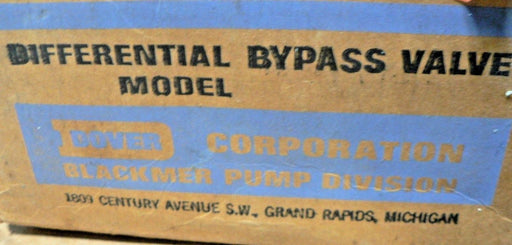 DIFFERENTIAL BYPASS VALVE
MODEL
DOVER CORPORATION
BLACKMER PUMP DIVISION
1809 CENTURY AVENUE S.W., GRAND RAPIDS, MICHIGAN